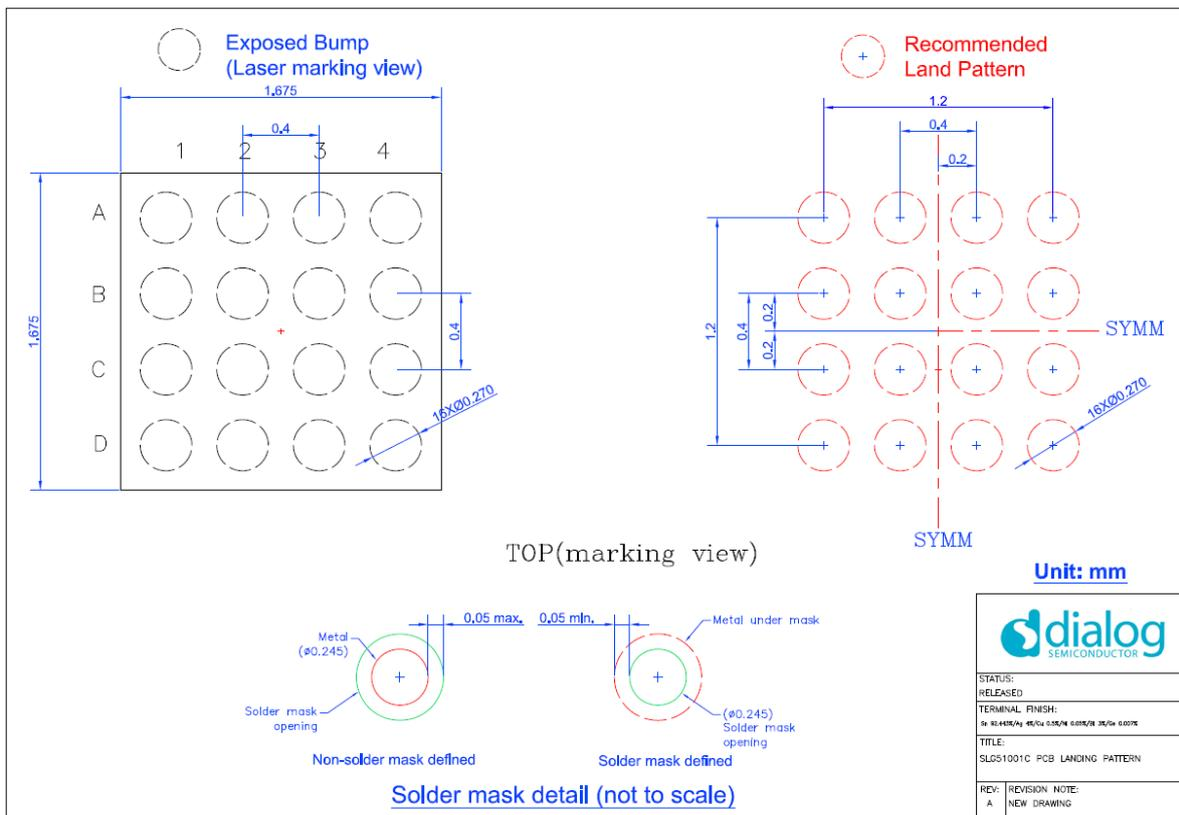 Exposed Bump
(Laser marking view)
1.675
0.4
1 2 3 4
A
B
C
D
1.675
0.4
16XØ0.270
Recommended
Land Pattern
1.2
0.4
0.2
1.2
0.4
0.2
0.2
SYMM
16XØ0.270
SYMM
TOP(marking view)
Unit: mm
0.05 max.
Metal
(ø0.245)
Solder mask
opening
Non-solder mask defined
0.05 min.
Metal under mask
(ø0.245)
Solder mask
opening
Solder mask defined
Solder mask detail (not to scale)
dialog
SEMICONDUCTOR
STATUS:
RELEASED
TERMINAL FINISH:
TITLE:
SLG51001C PCB LANDING PATTERN
REV: REVISION NOTE:
A NEW DRAWING